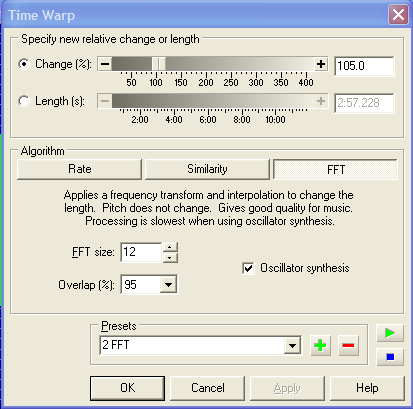 Time Warp
Specify new relative change or length
Change (%):
105.0
50 100 150 200 250 300 400
Length (s):
2:57.228
2:00 4:00 6:00 8:00 10:00
Algorithm
Rate
Similarity
FFT
Applies a frequency transform and interpolation to change the
length. Pitch does not change. Gives good quality for music.
Processing is slowest when using oscillator synthesis.
FFT size: 12
Oscillator synthesis
Overlap (%): 95
Presets
2 FFT
OK
Cancel
Apply
Help